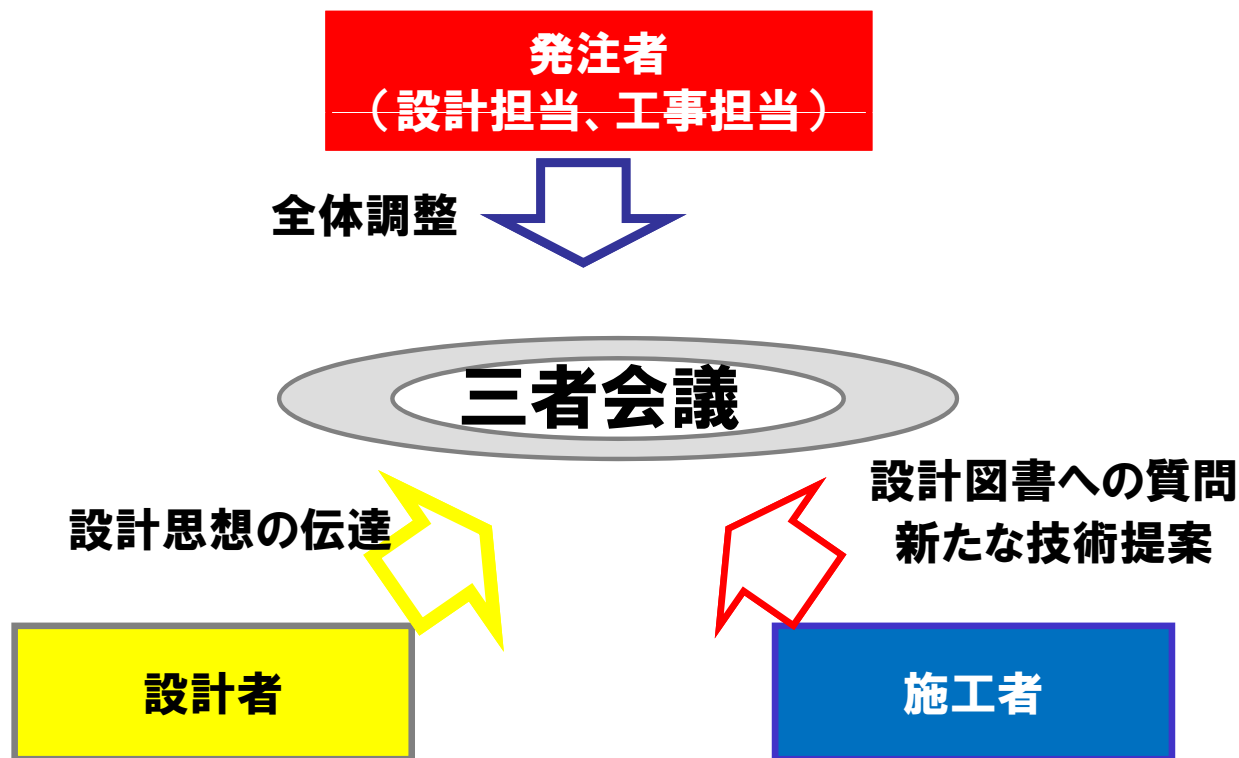 発注者
（設計担当、工事担当）
全体調整
三者会議
設計思想の伝達
設計図書への質問
新たな技術提案
設計者
施工者